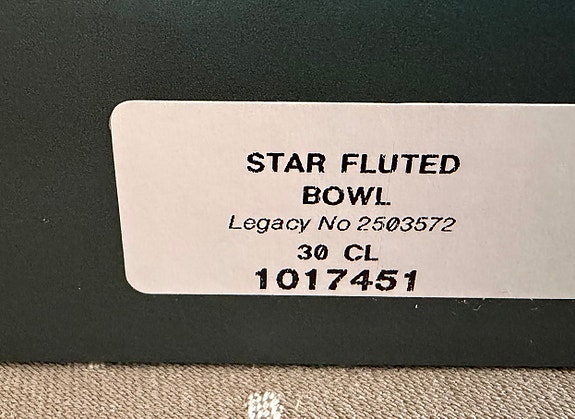 STAR FLUTED
BOWL
Legacy No 2503572
30 CL
1017451